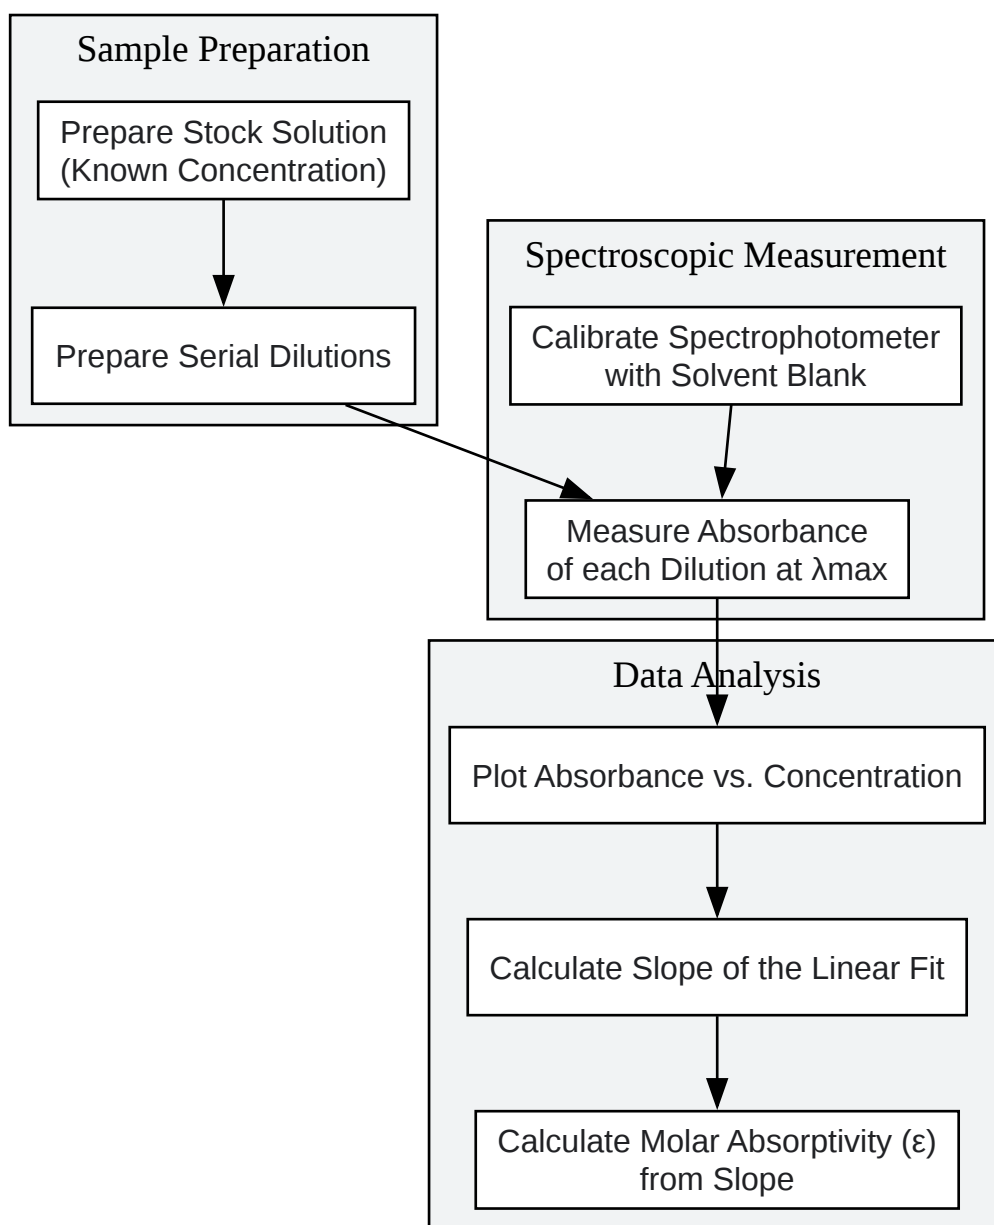 Sample Preparation
Prepare Stock Solution
(Known Concentration)
Prepare Serial Dilutions
Spectroscopic Measurement
Calibrate Spectrophotometer
with Solvent Blank
Measure Absorbance
of each Dilution at λmax
Data Analysis
Plot Absorbance vs. Concentration
Calculate Slope of the Linear Fit
Calculate Molar Absorptivity (ε)
from Slope